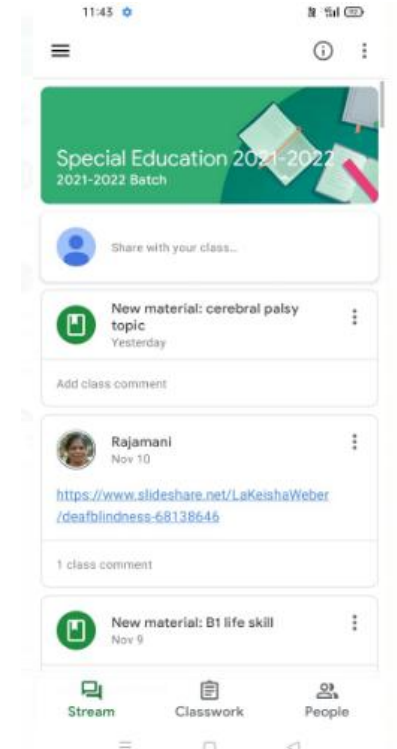 11:43
Special Education 2021-2022
2021-2022 Batch
Share with your class...
New material: cerebral palsy
topic
Yesterday
Add class comment
Rajamani
Nov 10
https://www.slideshare.net/LaKeishaWeber
/deafblindness-68138646
1 class comment
New material: B1 life skill
Nov 9
Stream Classwork People